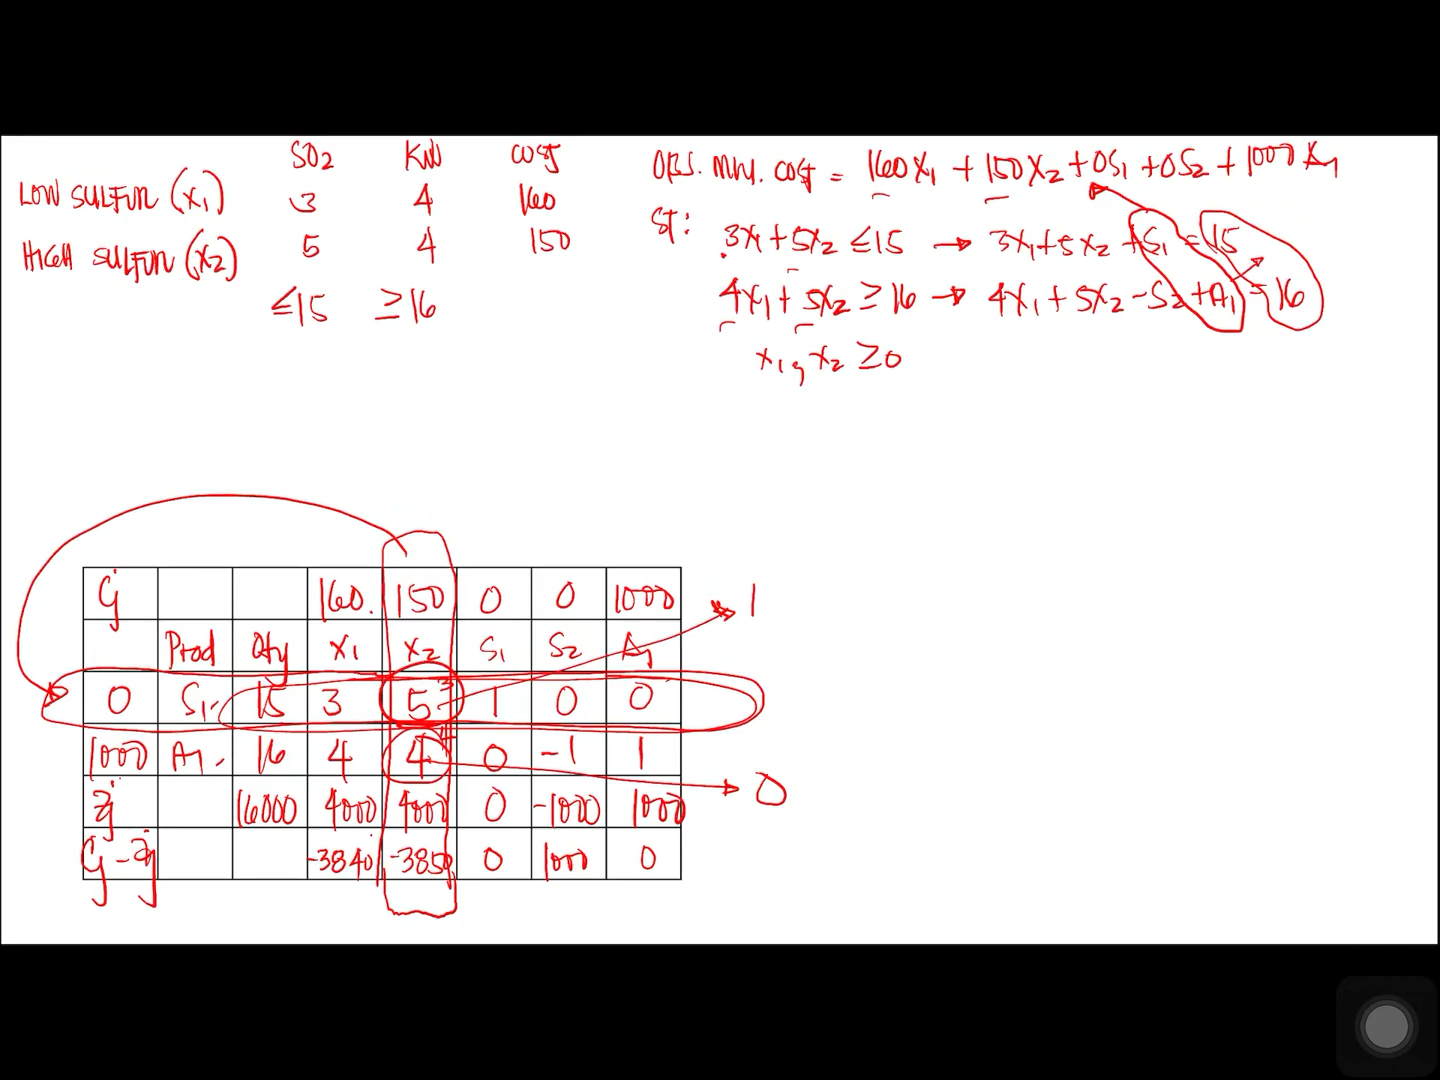 SO2 KW COST
LOW SULFUR (X1) 3 4 160
HIGH SULFUR (X2) 5 4 150
≤15 ≥16
OBJ. MIN. COST = 160X1 + 150X2 + 0S1 + 0S2 + 1000 A1
ST:
3X1 + 5X2 ≤ 15 → 3X1 + 5X2 + S1 = 15
4X1 + 5X2 ≥ 16 → 4X1 + 5X2 - S2 + A1 = 16
X1, X2 ≥ 0
Cj 160. 150 0 0 1000 1
Prod Qty X1 X2 S1 S2 A1
0 S1 15 3 5 3 1 0 0
1000 A1 16 4 4 4 0 -1 1
Zj 16000 4000 4000 0 -1000 1000 0
Cj - Zj -3840 -3850 0 1000 0